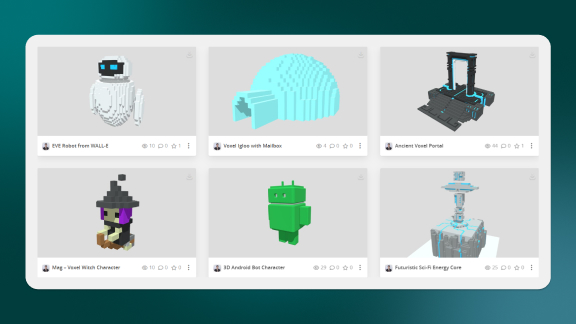 EVE Robot from WALL-E 10 0 1
Voxel Igloo with Mailbox 4 0 0
Ancient Voxel Portal 44 0 1
Mag – Voxel Witch Character 10 0 0
3D Android Bot Character 29 0 0
Futuristic Sci-Fi Energy Core 25 0 0